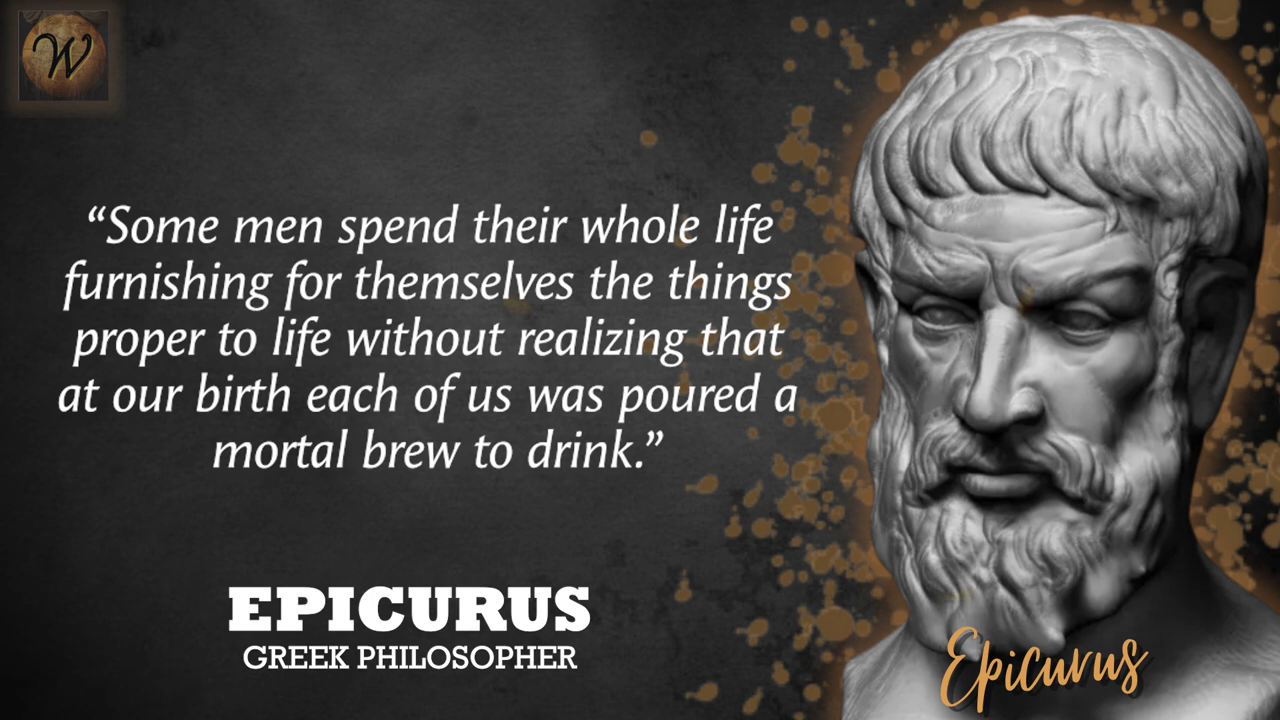 W
“Some men spend their whole life
furnishing for themselves the things
proper to life without realizing that
at our birth each of us was poured a
mortal brew to drink.”
EPICURUS
GREEK PHILOSOPHER
Epicurus